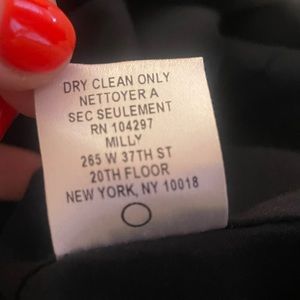 DRY CLEAN ONLY
NETTOYER A
SEC SEULEMENT
RN 104297
MILLY
265 W 37TH ST
20TH FLOOR
NEW YORK, NY 10018